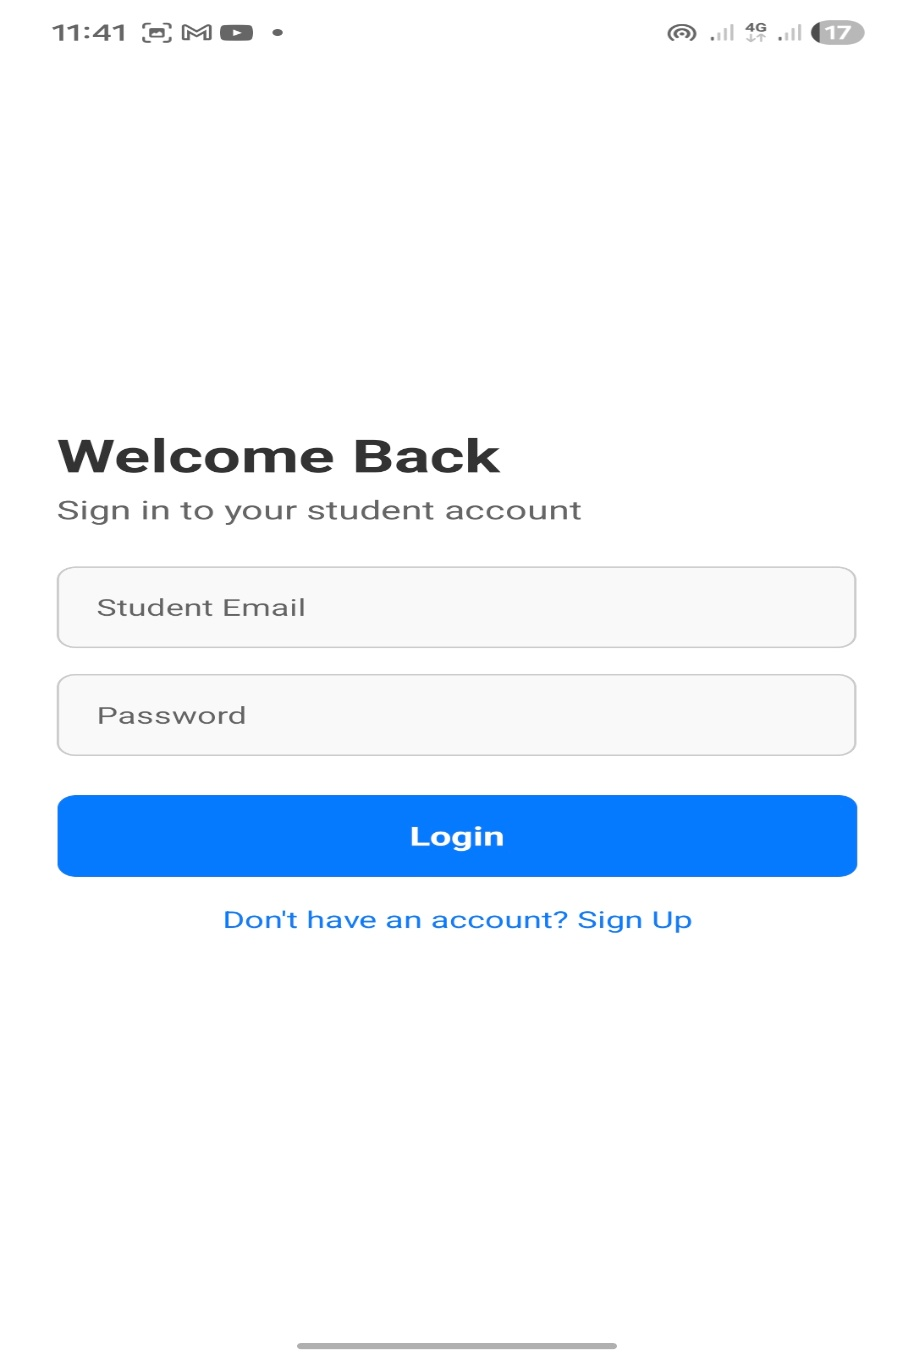 11:41
4G
17
Welcome Back
Sign in to your student account
Student Email
Password
Login
Don't have an account? Sign Up